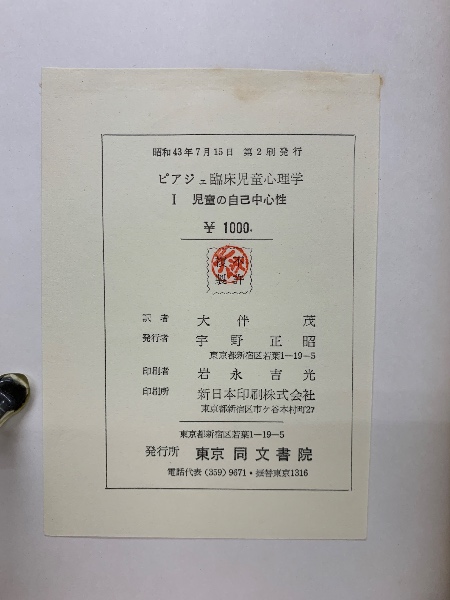 昭和43年7月15日 第2刷発行
ピアジェ臨床児童心理学
I 児童の自己中心性
¥ 1000.
訳者 大伴茂
発行者 宇野正昭
東京都新宿区若葉1―19―5
印刷者 岩永吉光
印刷所 新日本印刷株式会社
東京都新宿区市ケ谷本村町27
東京都新宿区若葉1―19―5
発行所 東京 同文書院
電話代表 (359) 9671・振替東京1316